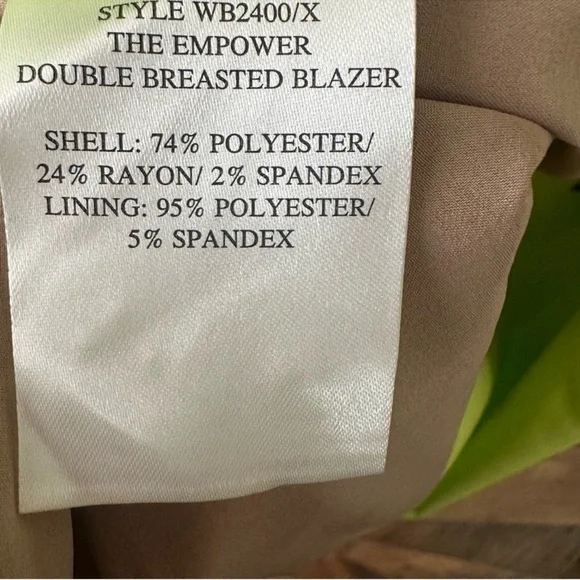 STYLE WB2400/X
THE EMPOWER
DOUBLE BREASTED BLAZER
SHELL: 74% POLYESTER/
24% RAYON/ 2% SPANDEX
LINING: 95% POLYESTER/
5% SPANDEX